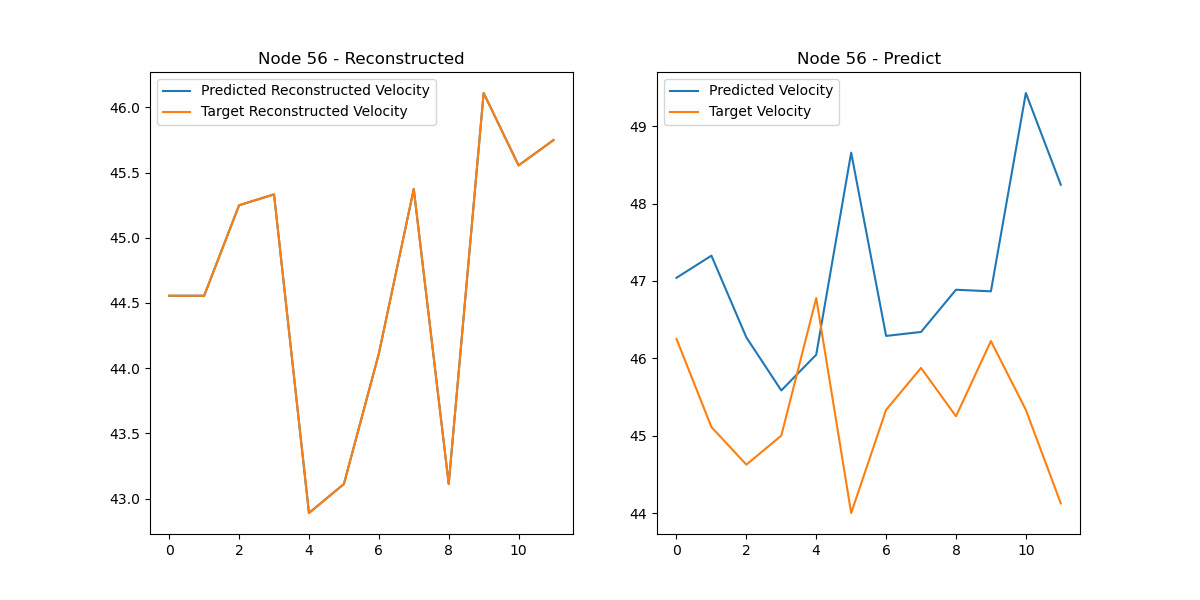 Node 56 - Reconstructed
Predicted Reconstructed Velocity
Target Reconstructed Velocity
46.0
45.5
45.0
44.5
44.0
43.5
43.0
0 2 4 6 8 10
Node 56 - Predict
Predicted Velocity
Target Velocity
49
48
47
46
45
44
0 2 4 6 8 10